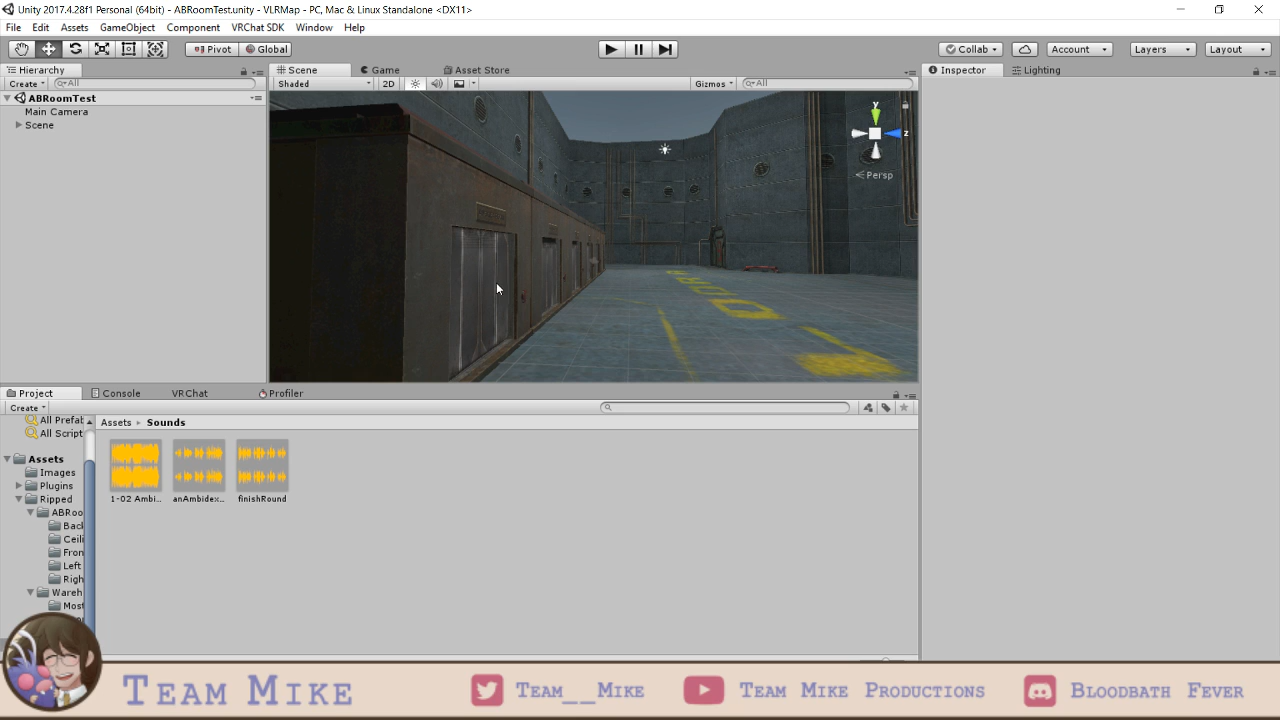 Unity 2017.4.28f1 Personal (64bit) - ABRoomTest.unity - VLRMap - PC, Mac & Linux Standalone <DX11>
File Edit Assets GameObject Component VRChat SDK Window Help
Pivot Global Collab Account Layers Layout
Hierarchy
Create All
ABRoomTest
Main Camera
Scene
Scene Game Asset Store
Shaded 2D Gizmos All
y
z
Persp
Inspector Lighting
Project Console VRChat Profiler
Create
All Prefab
All Script
Assets
Images
Plugins
Ripped
ABRoo
Back
Ceili
Fron
Left
Righ
Wareh
Most
Assets Sounds
1-02 Ambi... anAmbidex... finishRound
Team Mike Team__Mike Team Mike Productions Bloodbath Fever